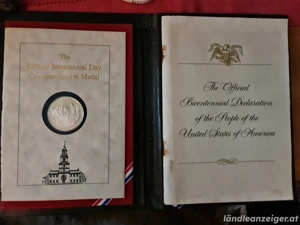 The
Official Bicentennial Day
Commemorative Medal
The Official
Bicentennial Declaration
of the People of the
United States of America
ländleanzeiger.at